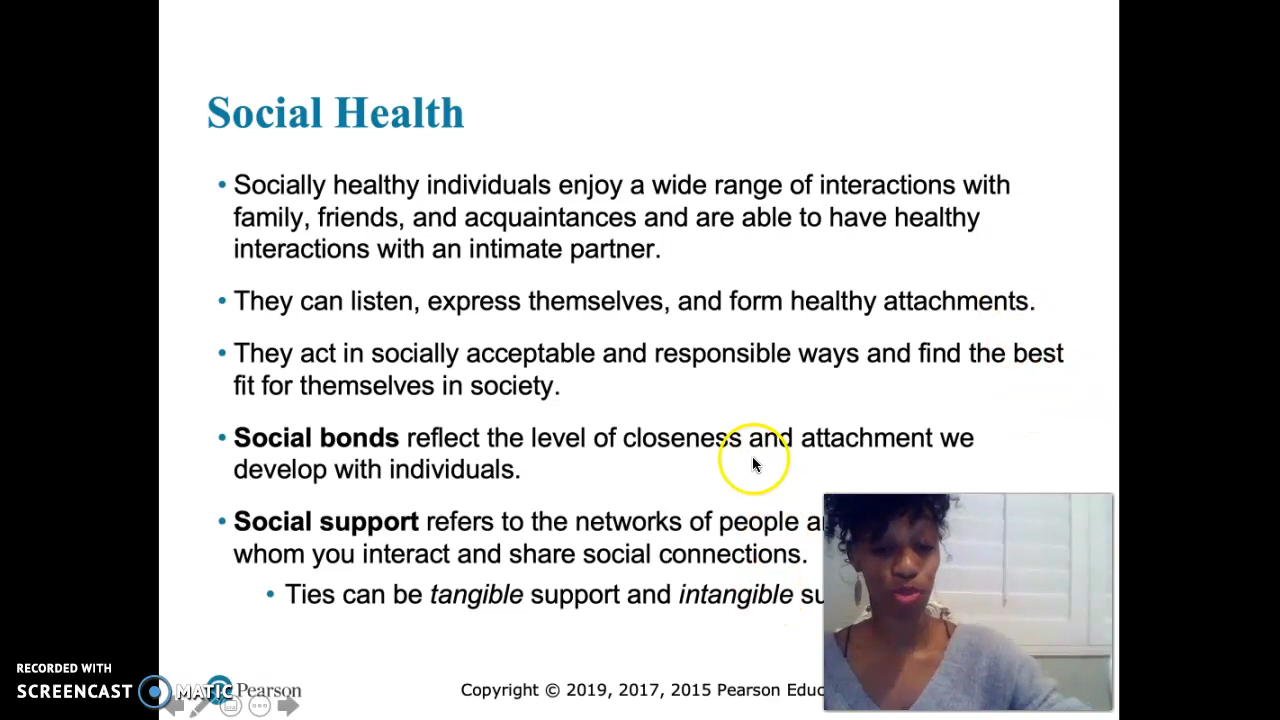 Social Health
• Socially healthy individuals enjoy a wide range of interactions with
family, friends, and acquaintances and are able to have healthy
interactions with an intimate partner.
• They can listen, express themselves, and form healthy attachments.
• They act in socially acceptable and responsible ways and find the best
fit for themselves in society.
• Social bonds reflect the level of closeness and attachment we
develop with individuals.
• Social support refers to the networks of people
whom you interact and share social connections.
• Ties can be tangible support and intangible
RECORDED WITH
SCREENCAST MATIC
Pearson
Copyright © 2019, 2017, 2015 Pearson